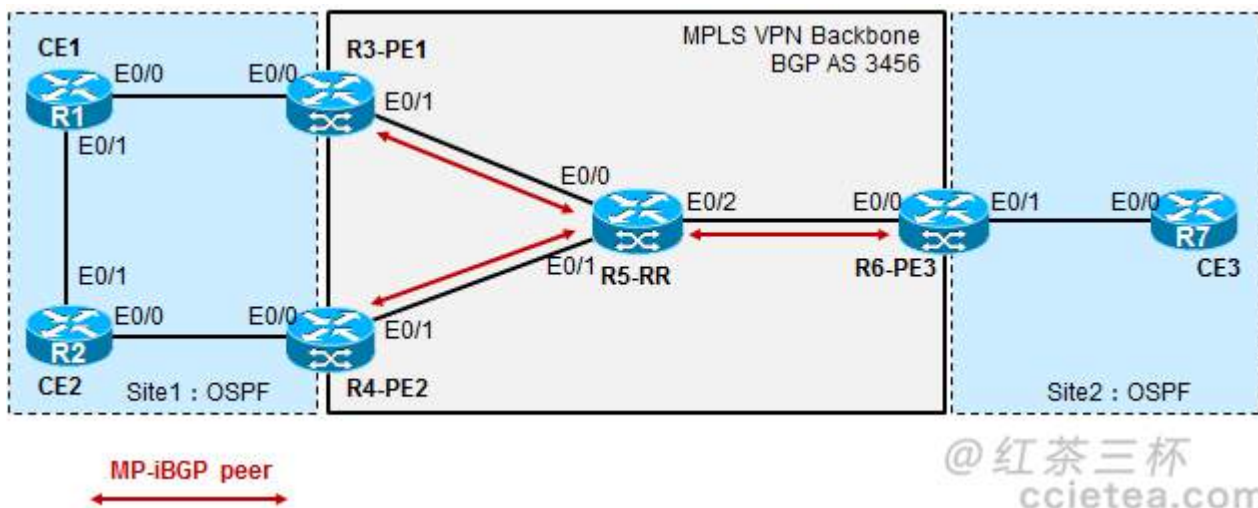 CE1
E0/0
E0/0
R3-PE1
MPLS VPN Backbone
BGP AS 3456
R1
E0/1
E0/1
E0/0
E0/2
E0/0
E0/1
E0/0
R7
E0/1
R5-RR
R6-PE3
CE3
E0/1
E0/0
E0/0
E0/1
R2
CE2
Site1：OSPF
R4-PE2
Site2：OSPF
MP-iBGP peer
@红茶三杯
ccietea.com